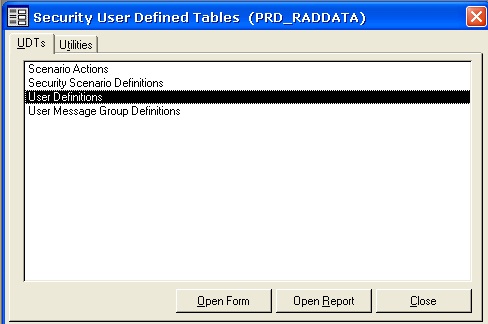 Security User Defined Tables (PRD_RADDATA)
UDTs Utilities
Scenario Actions
Security Scenario Definitions
User Definitions
User Message Group Definitions
Open Form Open Report Close